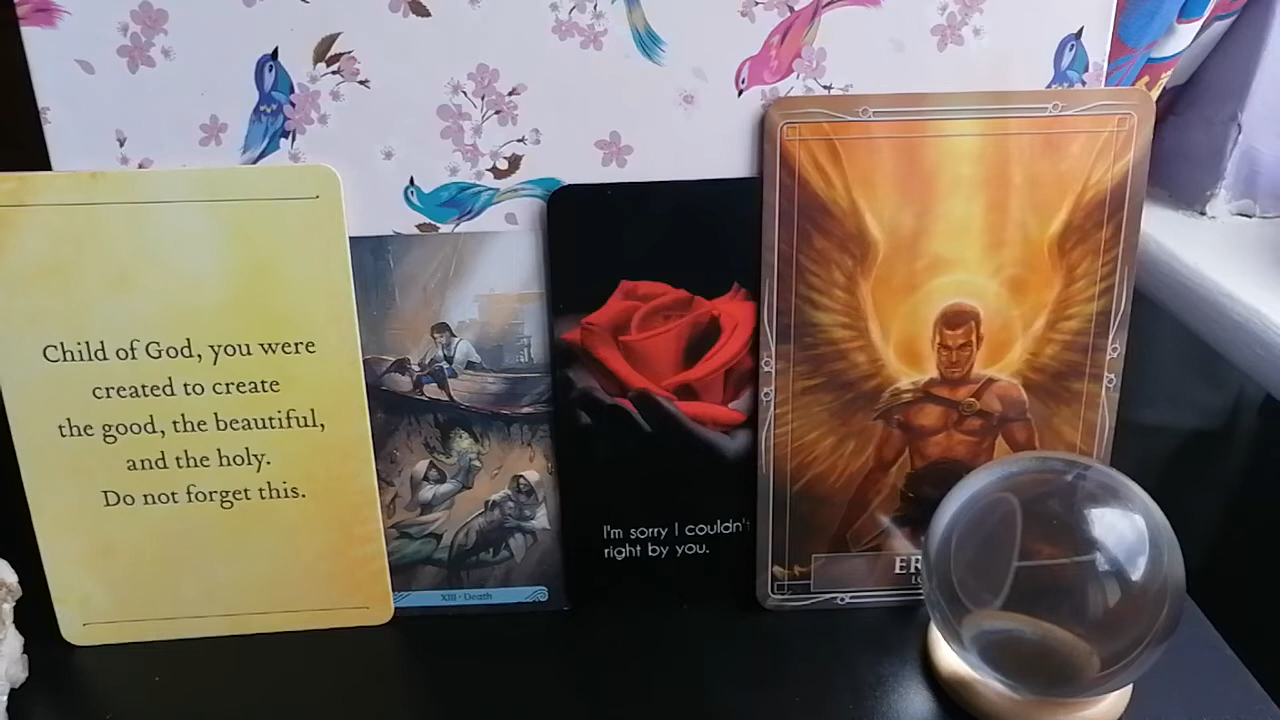 Child of God, you were
created to create
the good, the beautiful,
and the holy.
Do not forget this.
XIII · Death
I'm sorry I couldn't
right by you.